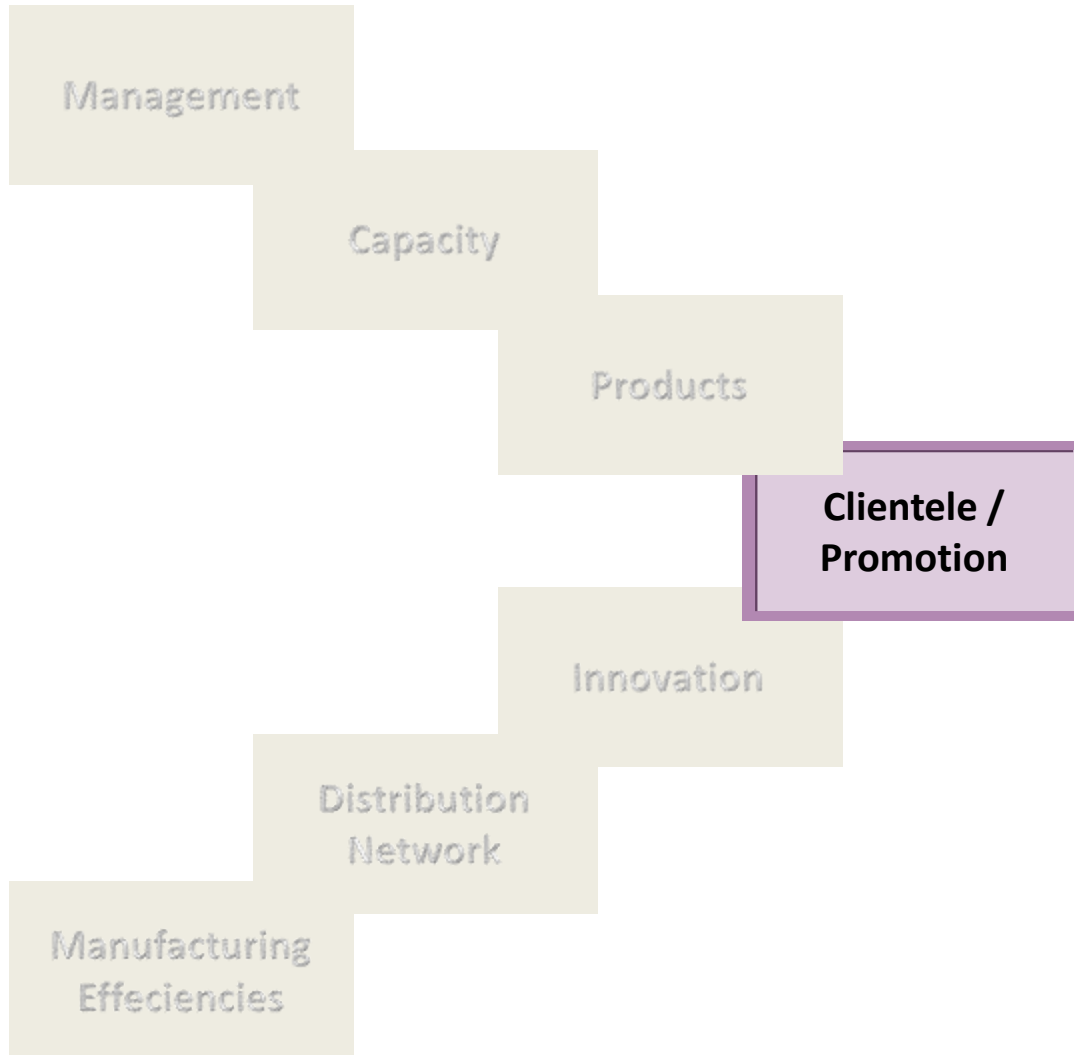 Management
Capacity
Products
Clientele /
Promotion
Innovation
Distribution
Network
Manufacturing
Effeciencies